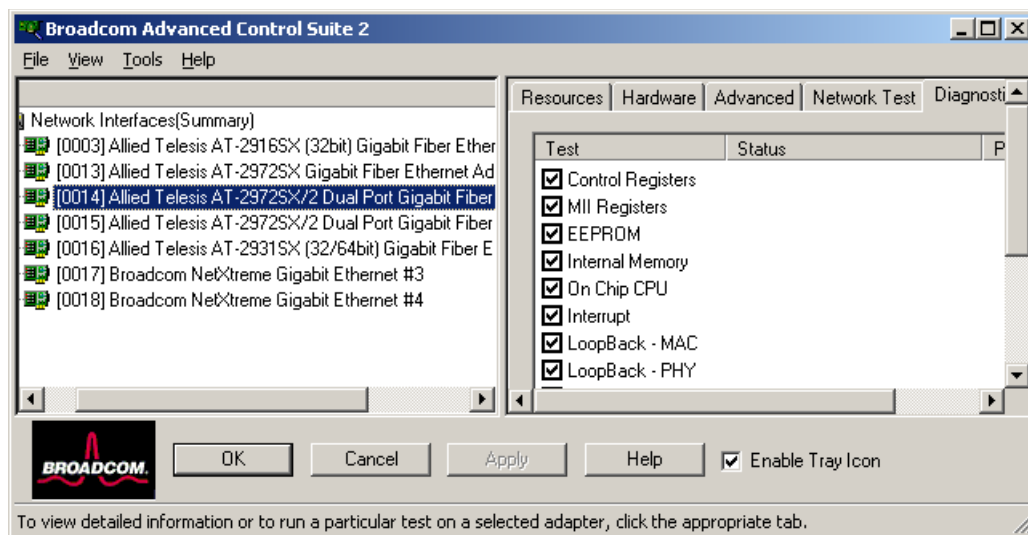 Broadcom Advanced Control Suite 2
File View Tools Help
Network Interfaces(Summary)
[0003] Allied Telesis AT-2916SX (32bit) Gigabit Fiber Ether
[0013] Allied Telesis AT-2972SX Gigabit Fiber Ethernet Ad
[0014] Allied Telesis AT-2972SX/2 Dual Port Gigabit Fiber
[0015] Allied Telesis AT-2972SX/2 Dual Port Gigabit Fiber
[0016] Allied Telesis AT-2931SX (32/64bit) Gigabit Fiber E
[0017] Broadcom NetXtreme Gigabit Ethernet #3
[0018] Broadcom NetXtreme Gigabit Ethernet #4
Resources Hardware Advanced Network Test Diagnosti
Test Status P
Control Registers
MII Registers
EEPROM
Internal Memory
On Chip CPU
Interrupt
LoopBack - MAC
LoopBack - PHY
BROADCOM.
OK Cancel Apply Help Enable Tray Icon
To view detailed information or to run a particular test on a selected adapter, click the appropriate tab.